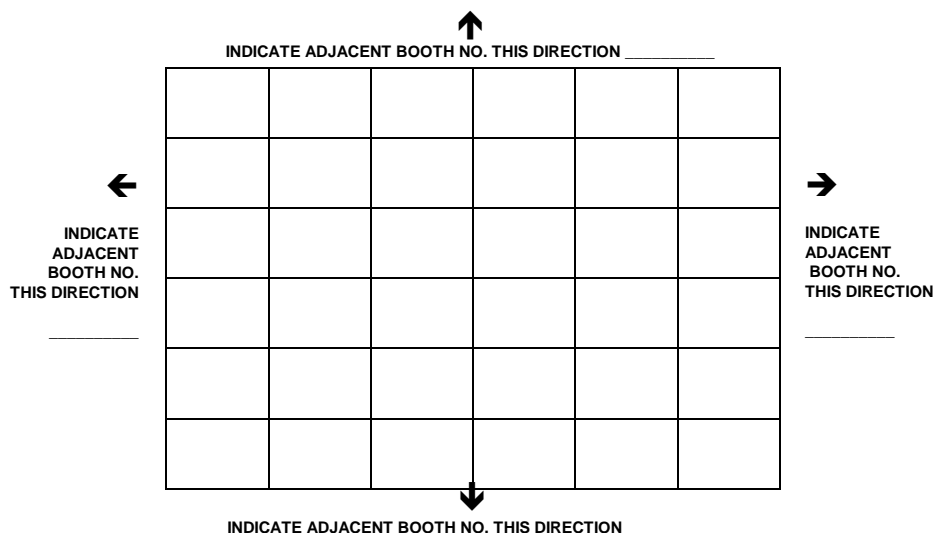 INDICATE ADJACENT BOOTH NO. THIS DIRECTION __________
INDICATE
ADJACENT
BOOTH NO.
THIS DIRECTION
__________
INDICATE
ADJACENT
BOOTH NO.
THIS DIRECTION
__________
INDICATE ADJACENT BOOTH NO. THIS DIRECTION